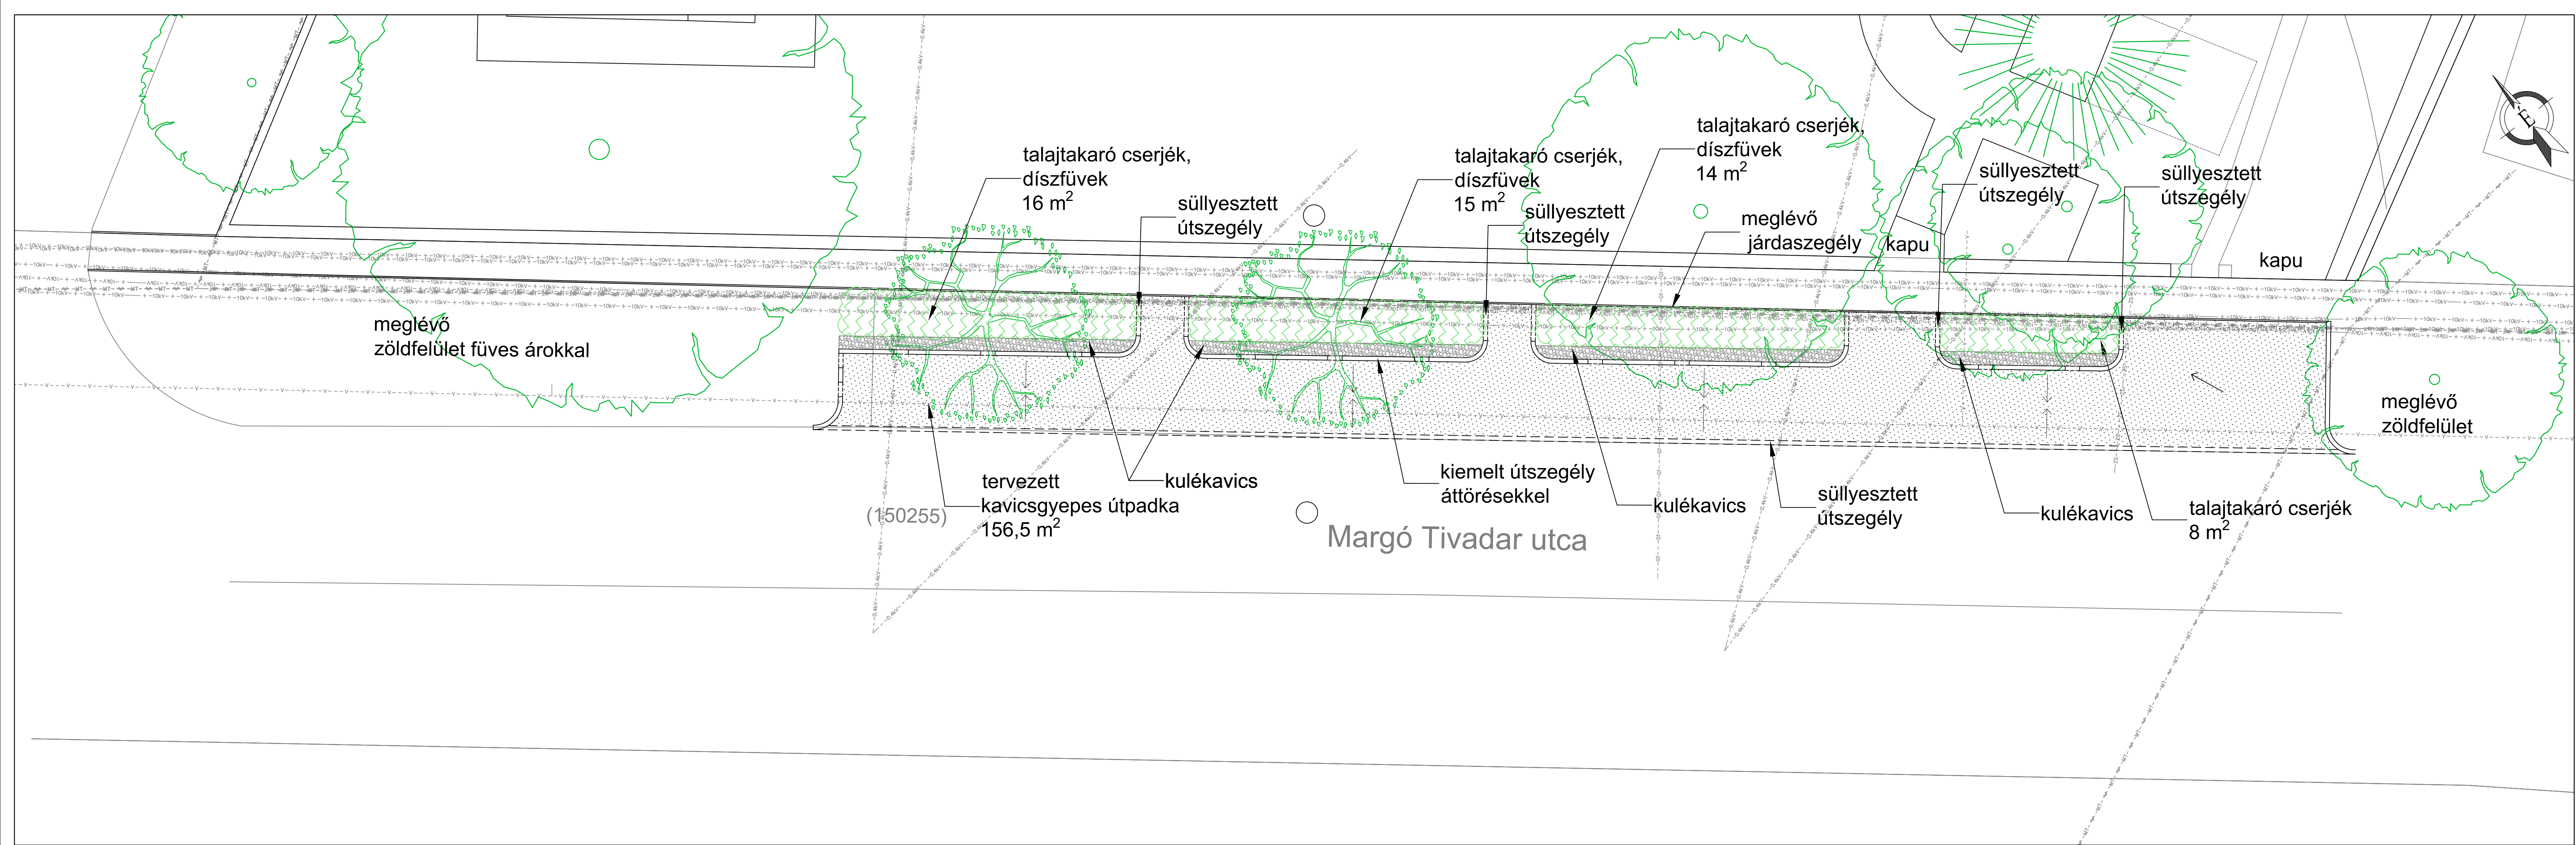 talajtakaró cserjék,
díszfüvek
16 m²
süllyesztett
útszegély
talajtakaró cserjék,
díszfüvek
15 m²
süllyesztett
útszegély
talajtakaró cserjék,
díszfüvek
14 m²
meglévő
járdaszegély
kapu
süllyesztett
útszegély
süllyesztett
útszegély
kapu
É
meglévő
zöldfelület füves árokkal
meglévő
zöldfelület
tervezett
kavicsgyepes útpadka
156,5 m²
(150255)
kulékavics
kiemelt útszegély
áttörésekkel
Margó Tivadar utca
kulékavics
süllyesztett
útszegély
kulékavics
talajtakaró cserjék
8 m²